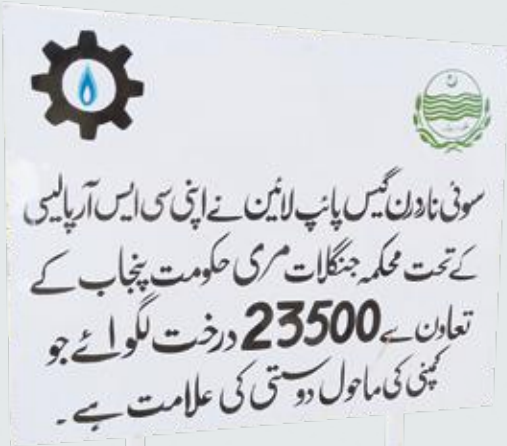 سوئی ناردرن گیس پائپ لائین نے اپنی سی ایس آر پالیسی
کے تحت محکمہ جنگلات مری حکومت پنجاب کے
تعاون سے 23500 درخت لگوائے جو
کمپنی کی ماحول دوستی کی علامت ہے ۔